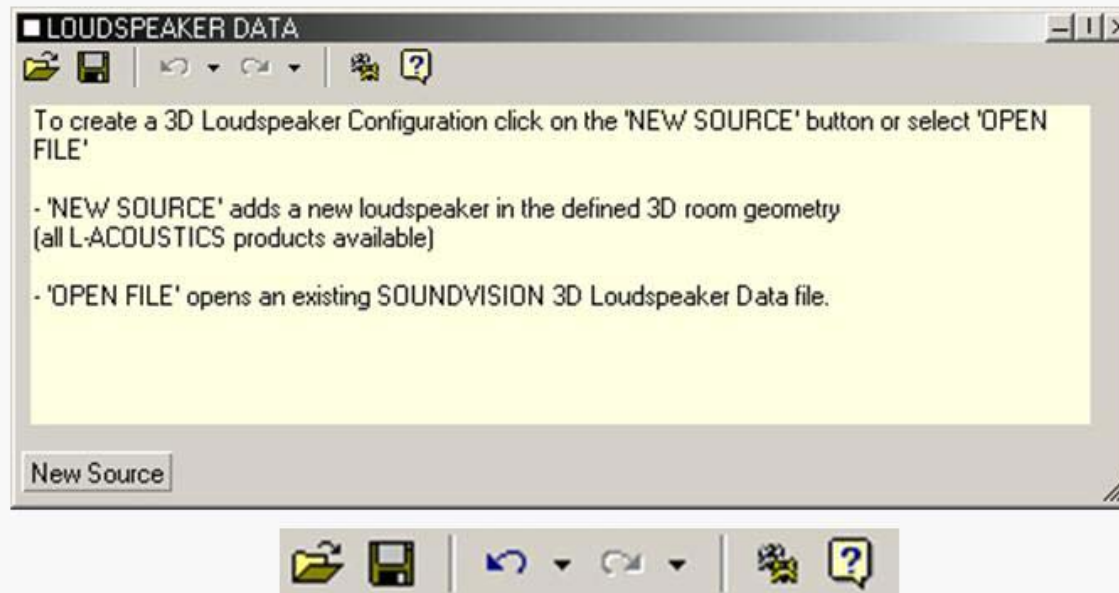 LOUDSPEAKER DATA
To create a 3D Loudspeaker Configuration click on the 'NEW SOURCE' button or select 'OPEN
FILE'
- 'NEW SOURCE' adds a new loudspeaker in the defined 3D room geometry
(all L-ACOUSTICS products available)
- 'OPEN FILE' opens an existing SOUNDVISION 3D Loudspeaker Data file.
New Source